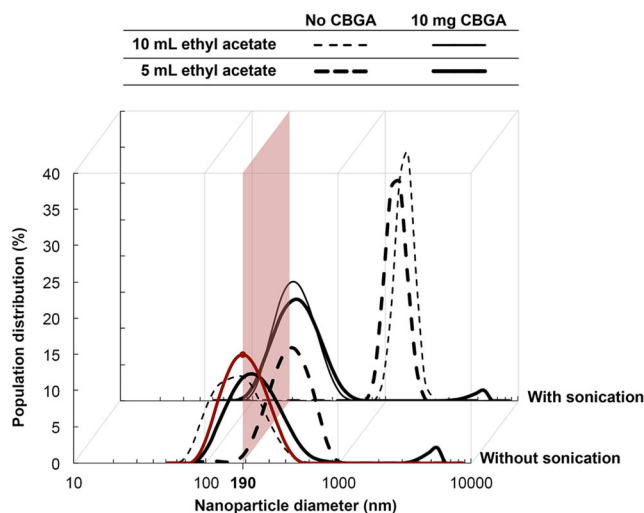 No CBGA 10 mg CBGA
10 mL ethyl acetate
5 mL ethyl acetate
40
35
30
25
20
15
10
5
0
Population distribution (%)
With sonication
Without sonication
10 100 190 1000 10000
Nanoparticle diameter (nm)